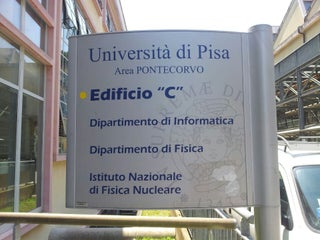 Università di Pisa
Area PONTECORVO
Edificio "C"
Dipartimento di Informatica
Dipartimento di Fisica
Istituto Nazionale
di Fisica Nucleare